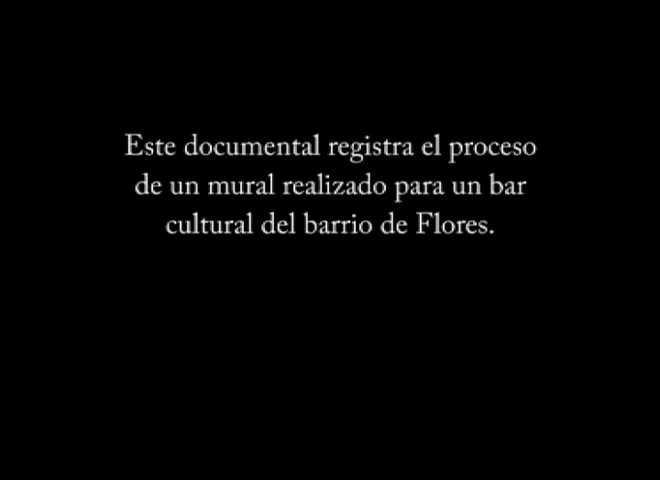 Este documental registra el proceso
de un mural realizado para un bar
cultural del barrio de Flores.